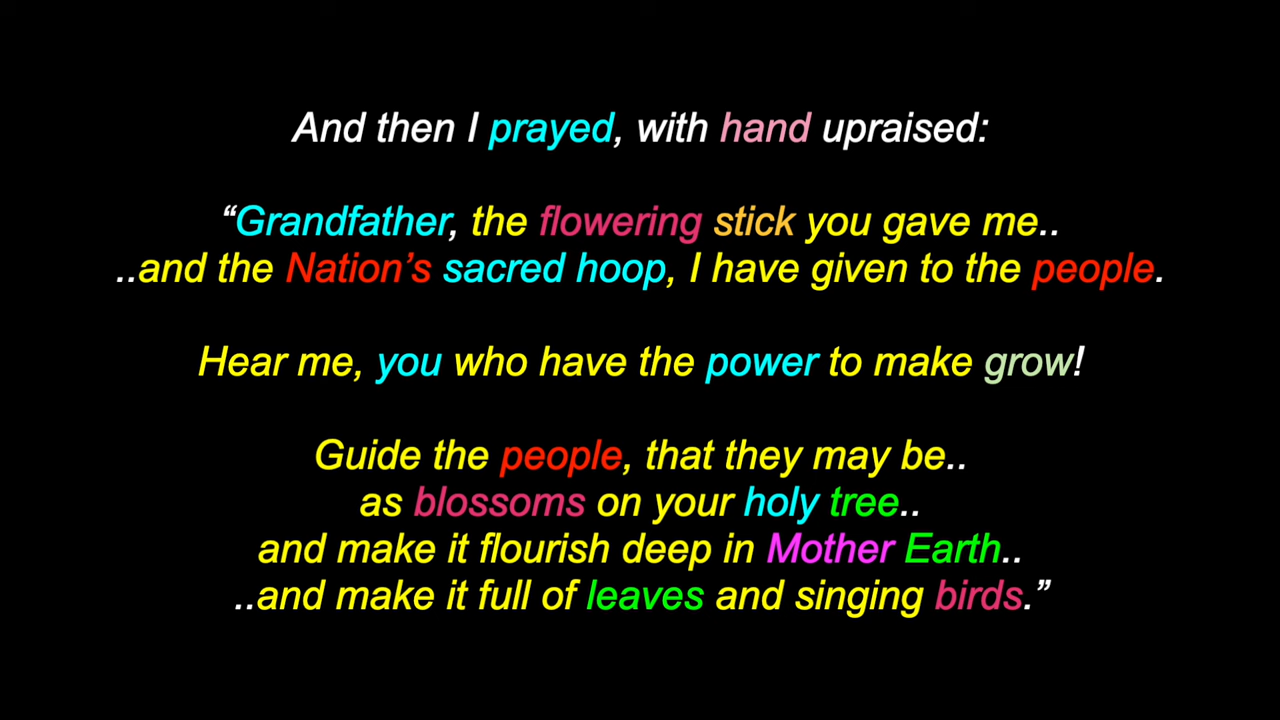 And then I prayed, with hand upraised:
“Grandfather, the flowering stick you gave me..
..and the Nation’s sacred hoop, I have given to the people.
Hear me, you who have the power to make grow!
Guide the people, that they may be..
as blossoms on your holy tree..
and make it flourish deep in Mother Earth..
..and make it full of leaves and singing birds.”